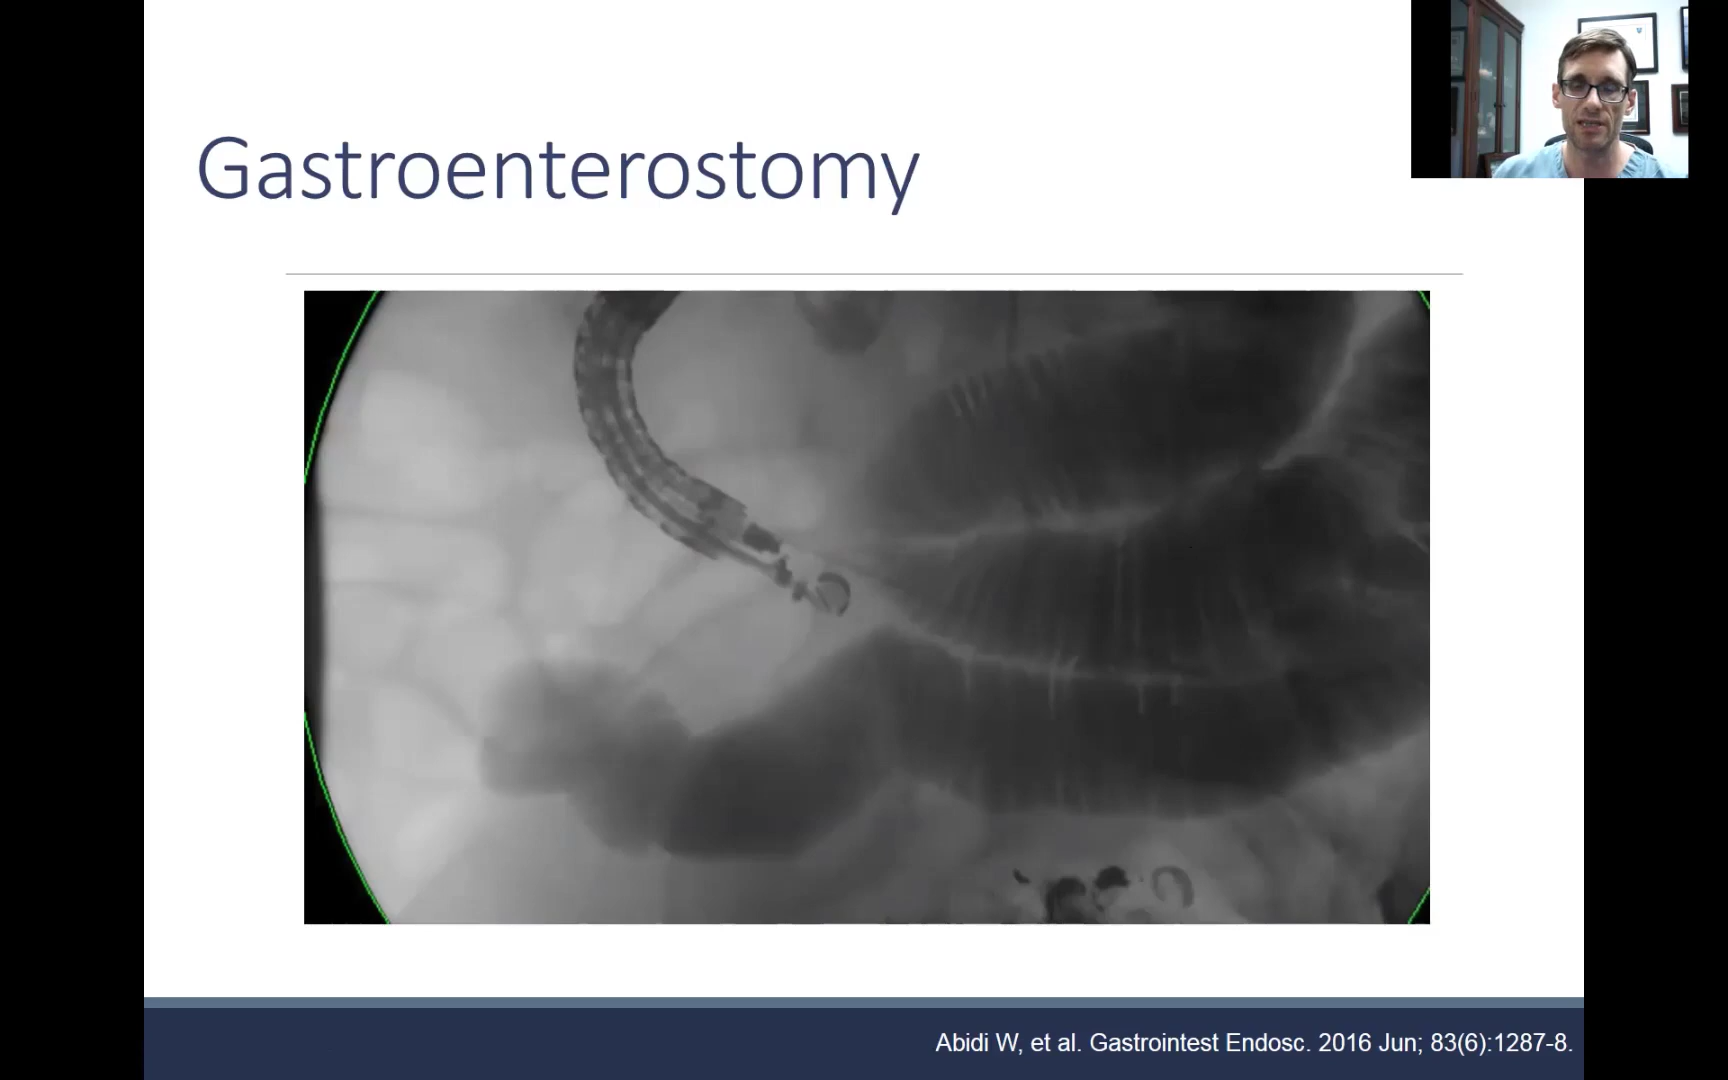 Gastroenterostomy
Abidi W, et al. Gastrointest Endosc. 2016 Jun; 83(6):1287-8.